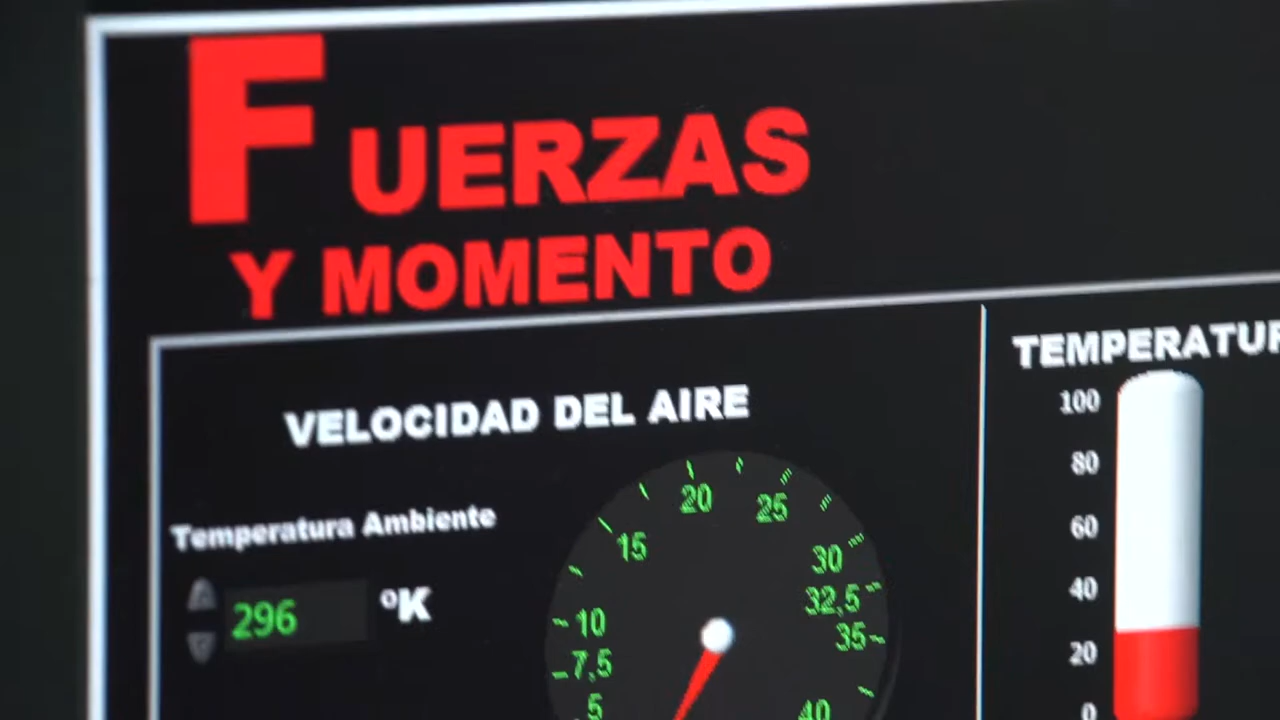 FUERZAS
Y MOMENTO
VELOCIDAD DEL AIRE
TEMPERATUR
Temperatura Ambiente
296 ºK
20
25
15
30
32,5
10
35
7,5
5
40
100
80
60
40
20
0